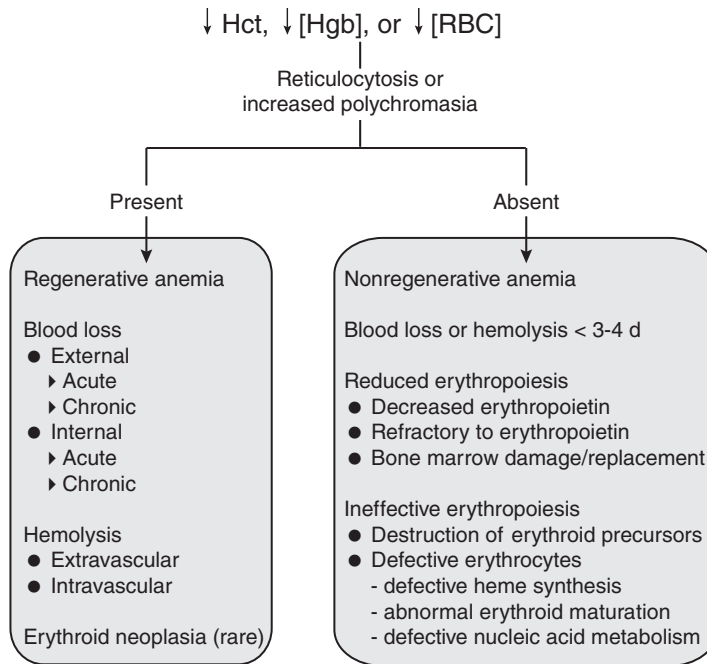 ↓ Hct, ↓ [Hgb], or ↓ [RBC]
Reticulocytosis or
increased polychromasia
Present
Absent
Regenerative anemia
Blood loss
● External
▸ Acute
▸ Chronic
● Internal
▸ Acute
▸ Chronic
Hemolysis
● Extravascular
● Intravascular
Erythroid neoplasia (rare)
Nonregenerative anemia
Blood loss or hemolysis < 3-4 d
Reduced erythropoiesis
● Decreased erythropoietin
● Refractory to erythropoietin
● Bone marrow damage/replacement
Ineffective erythropoiesis
● Destruction of erythroid precursors
● Defective erythrocytes
- defective heme synthesis
- abnormal erythroid maturation
- defective nucleic acid metabolism